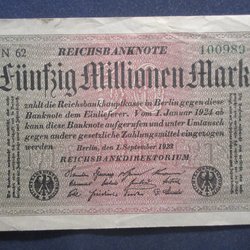 N 62
REICHSBANKNOTE
100983
Fünfzig Millionen Mark
zahlt die Reichsbankhauptkasse in Berlin gegen diese
Banknote dem Einlieferer. Vom 1. Januar 1924 ab
kann diese Banknote aufgerufen und unter Umtausch
gegen andere gesetzliche Zahlungsmittel eingezogen
werden
Berlin, den 1. September 1923
REICHSBANKDIREKTORIUM